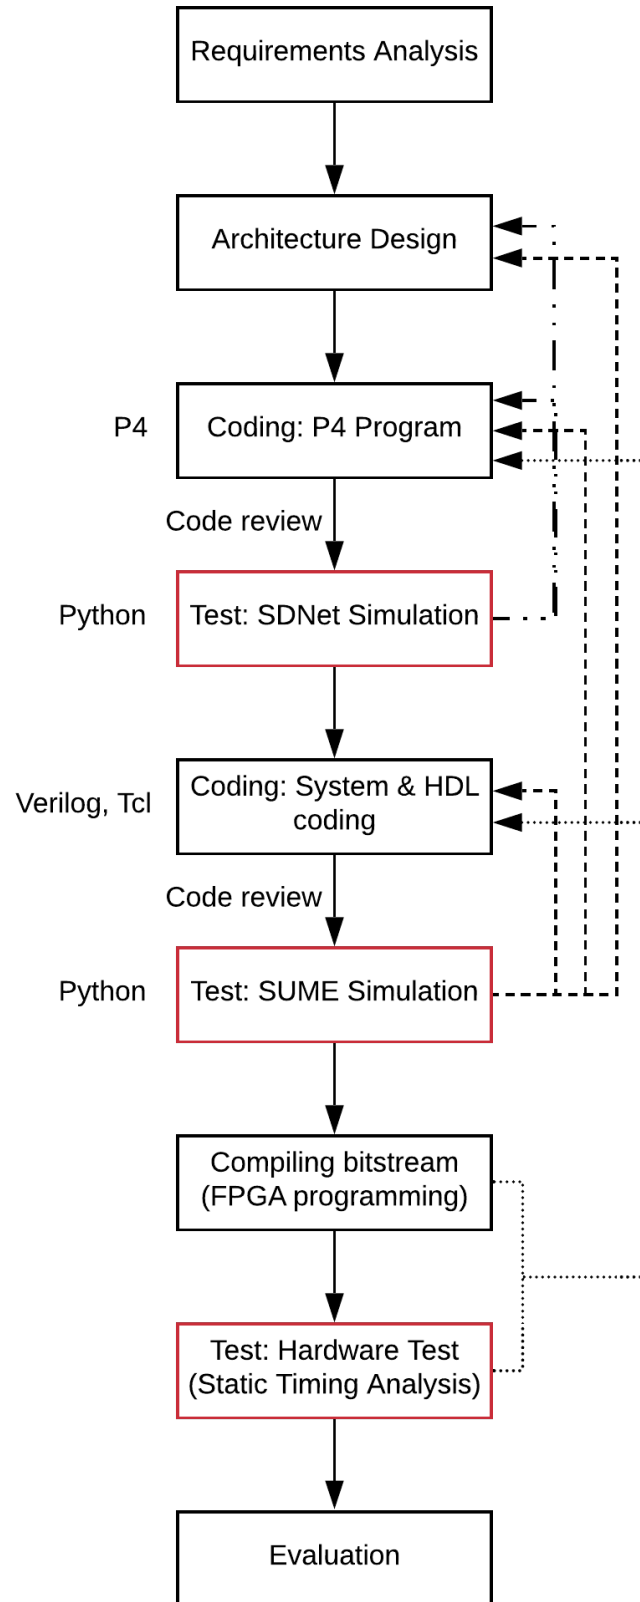 Requirements Analysis
Architecture Design
P4
Coding: P4 Program
Code review
Python
Test: SDNet Simulation
Verilog, Tcl
Coding: System & HDL
coding
Code review
Python
Test: SUME Simulation
Compiling bitstream
(FPGA programming)
Test: Hardware Test
(Static Timing Analysis)
Evaluation